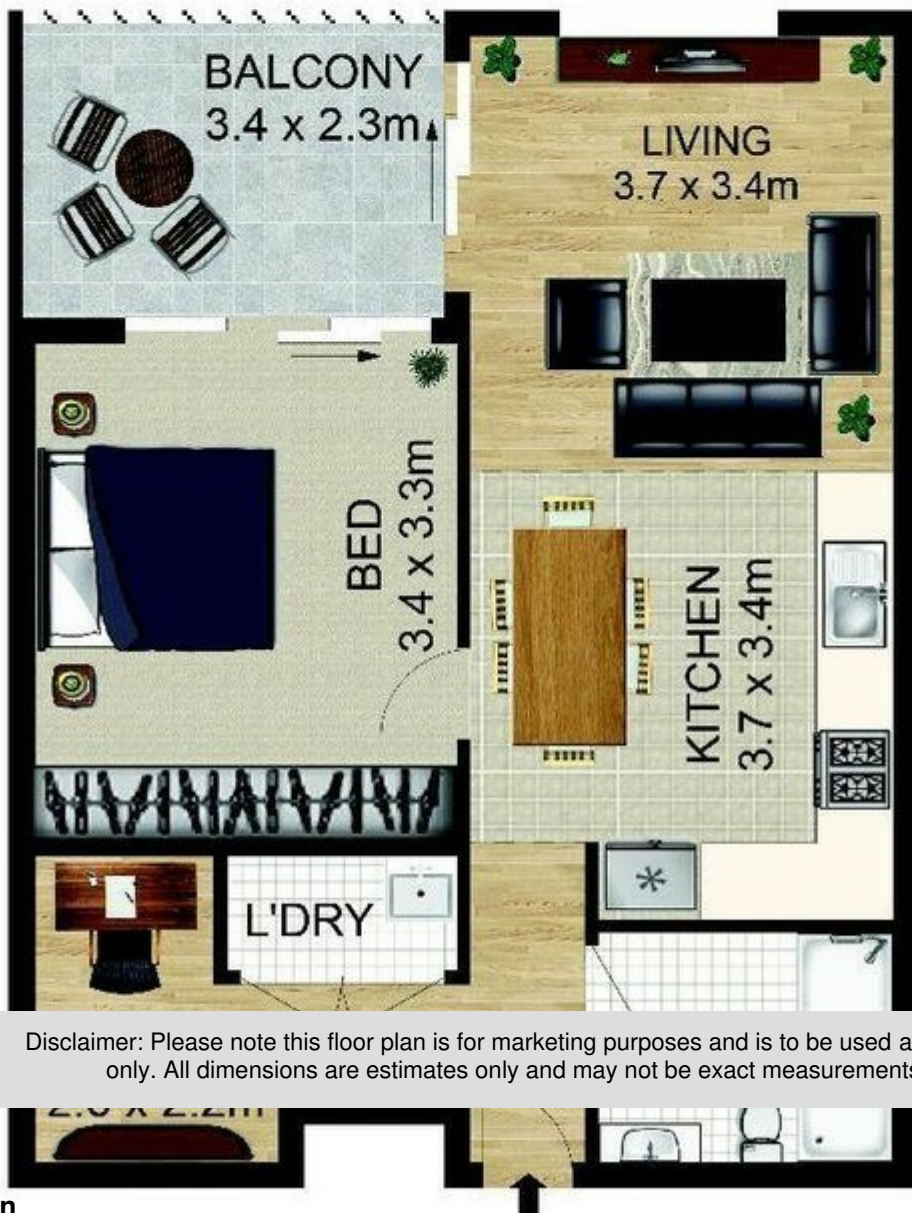 BALCONY
3.4 x 2.3m
LIVING
3.7 x 3.4m
BED
3.4 x 3.3m
KITCHEN
3.7 x 3.4m
L'DRY
Disclaimer: Please note this floor plan is for marketing purposes and is to be used a
only. All dimensions are estimates only and may not be exact measurements
x 2.2m
n